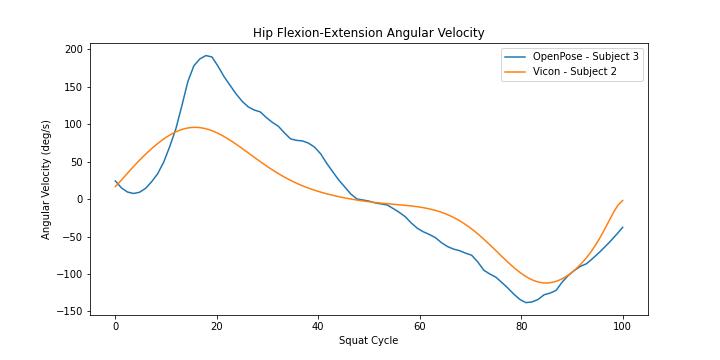 Hip Flexion-Extension Angular Velocity
OpenPose - Subject 3
Vicon - Subject 2
200
150
100
50
0
−50
−100
−150
Angular Velocity (deg/s)
0 20 40 60 80 100
Squat Cycle